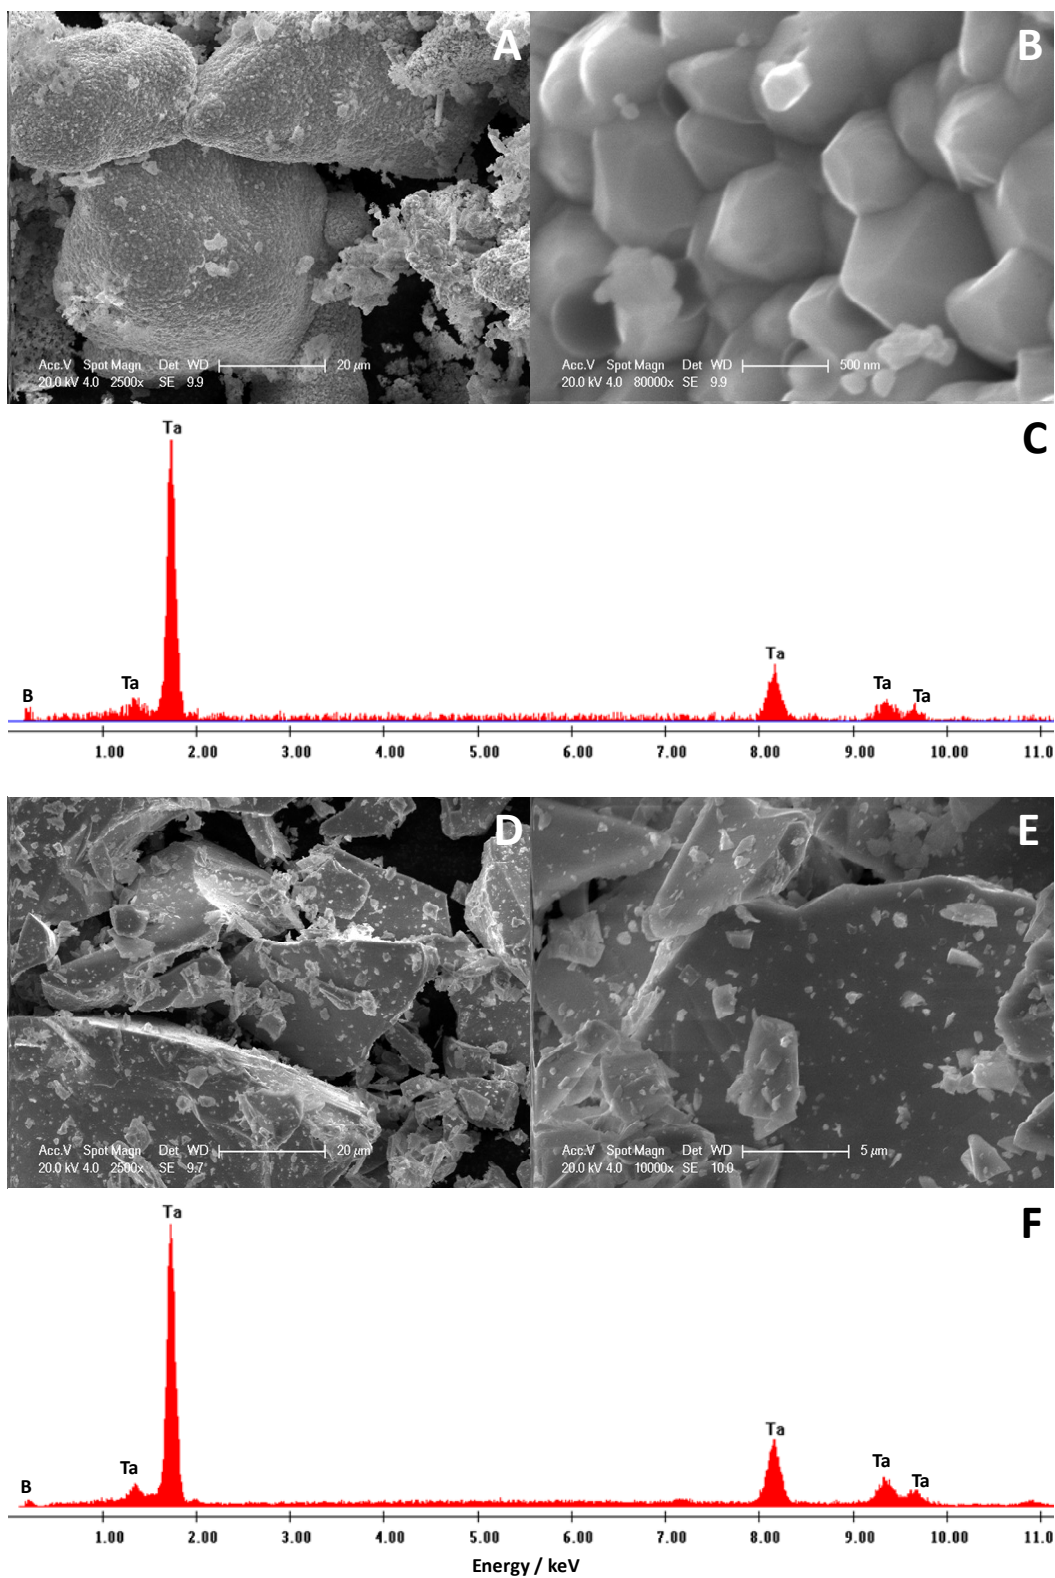 A
B
Acc.V Spot Magn Det WD 20 µm
20.0 kV 4.0 2500x SE 9.9
Acc.V Spot Magn Det WD 500 nm
20.0 kV 4.0 80000x SE 9.9
C
Ta
B
Ta
Ta
Ta
Ta
1.00 2.00 3.00 4.00 5.00 6.00 7.00 8.00 9.00 10.00 11.0
D
E
Acc.V Spot Magn Det WD 20 µm
20.0 kV 4.0 2500x SE 9.7
Acc.V Spot Magn Det WD 5 µm
20.0 kV 4.0 10000x SE 10.0
F
Ta
B
Ta
Ta
Ta
Ta
1.00 2.00 3.00 4.00 5.00 6.00 7.00 8.00 9.00 10.00 11.0
Energy / keV